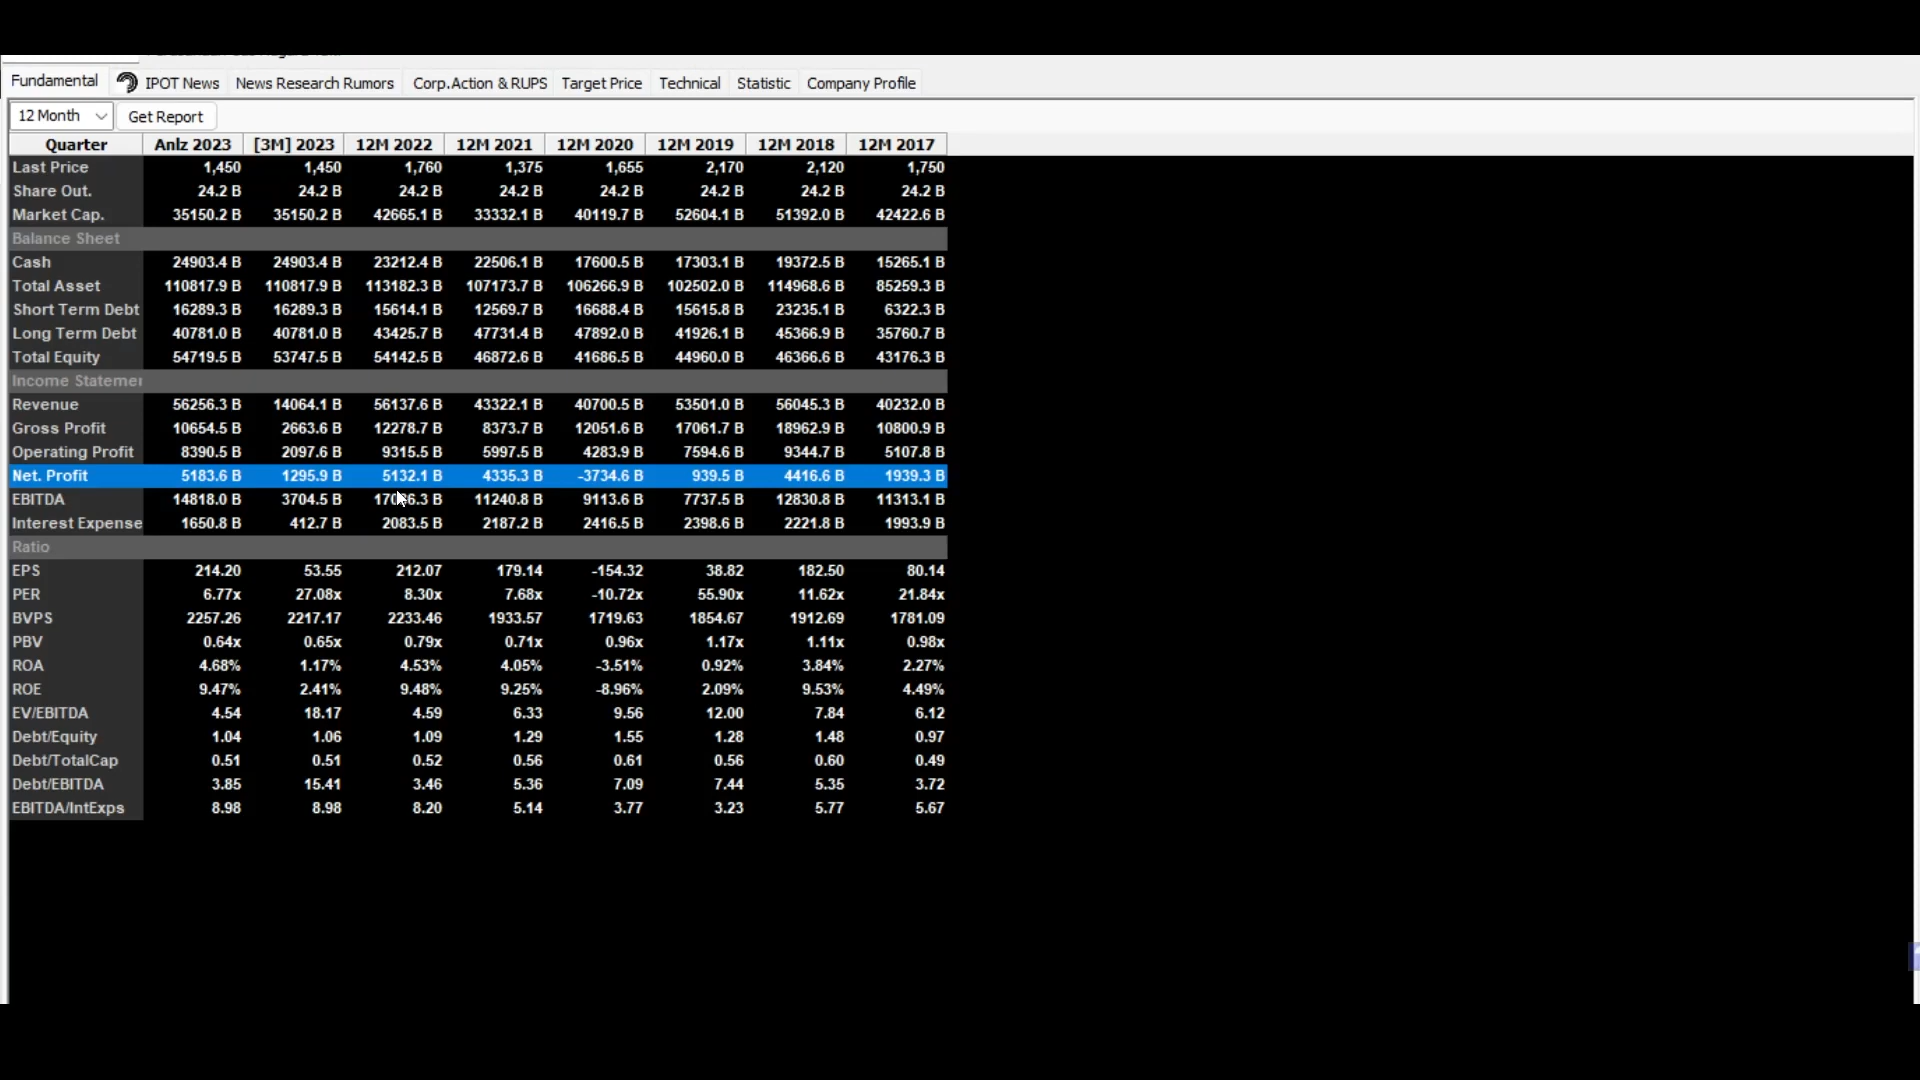 Fundamental IPOT News News Research Rumors Corp.Action & RUPS Target Price Technical Statistic Company Profile
12 Month Get Report
Quarter Anlz 2023 [3M] 2023 12M 2022 12M 2021 12M 2020 12M 2019 12M 2018 12M 2017
Last Price 1,450 1,450 1,760 1,375 1,655 2,170 2,120 1,750
Share Out. 24.2 B 24.2 B 24.2 B 24.2 B 24.2 B 24.2 B 24.2 B 24.2 B
Market Cap. 35150.2 B 35150.2 B 42665.1 B 33332.1 B 40119.7 B 52604.1 B 51392.0 B 42422.6 B
Balance Sheet
Cash 24903.4 B 24903.4 B 23212.4 B 22506.1 B 17600.5 B 17303.1 B 19372.5 B 15265.1 B
Total Asset 110817.9 B 110817.9 B 113182.3 B 107173.7 B 106266.9 B 102502.0 B 114968.6 B 85259.3 B
Short Term Debt 16289.3 B 16289.3 B 15614.1 B 12569.7 B 16688.4 B 15615.8 B 23235.1 B 6322.3 B
Long Term Debt 40781.0 B 40781.0 B 43425.7 B 47731.4 B 47892.0 B 41926.1 B 45366.9 B 35760.7 B
Total Equity 54719.5 B 53747.5 B 54142.5 B 46872.6 B 41686.5 B 44960.0 B 46366.6 B 43176.3 B
Income Statemer
Revenue 56256.3 B 14064.1 B 56137.6 B 43322.1 B 40700.5 B 53501.0 B 56045.3 B 40232.0 B
Gross Profit 10654.5 B 2663.6 B 12278.7 B 8373.7 B 12051.6 B 17061.7 B 18962.9 B 10800.9 B
Operating Profit 8390.5 B 2097.6 B 9315.5 B 5997.5 B 4283.9 B 7594.6 B 9344.7 B 5107.8 B
Net. Profit 5183.6 B 1295.9 B 5132.1 B 4335.3 B -3734.6 B 939.5 B 4416.6 B 1939.3 B
EBITDA 14818.0 B 3704.5 B 11240.8 B 9113.6 B 7737.5 B 12830.8 B 11313.1 B
Interest Expense 1650.8 B 412.7 B 2083.5 B 2187.2 B 2416.5 B 2398.6 B 2221.8 B 1993.9 B
Ratio
EPS 214.20 53.55 212.07 179.14 -154.32 38.82 182.50 80.14
PER 6.77x 27.08x 8.30x 7.68x -10.72x 55.90x 11.62x 21.84x
BVPS 2257.26 2217.17 2233.46 1933.57 1719.63 1854.67 1912.69 1781.09
PBV 0.64x 0.65x 0.79x 0.71x 0.96x 1.17x 1.11x 0.98x
ROA 4.68% 1.17% 4.53% 4.05% -3.51% 0.92% 3.84% 2.27%
ROE 9.47% 2.41% 9.48% 9.25% -8.96% 2.09% 9.53% 4.49%
EV/EBITDA 4.54 18.17 4.59 6.33 9.56 12.00 7.84 6.12
Debt/Equity 1.04 1.06 1.09 1.29 1.55 1.28 1.48 0.97
Debt/TotalCap 0.51 0.51 0.52 0.56 0.61 0.56 0.60 0.49
Debt/EBITDA 3.85 15.41 3.46 5.36 7.09 7.44 5.35 3.72
EBITDA/IntExps 8.98 8.98 8.20 5.14 3.77 3.23 5.77 5.67